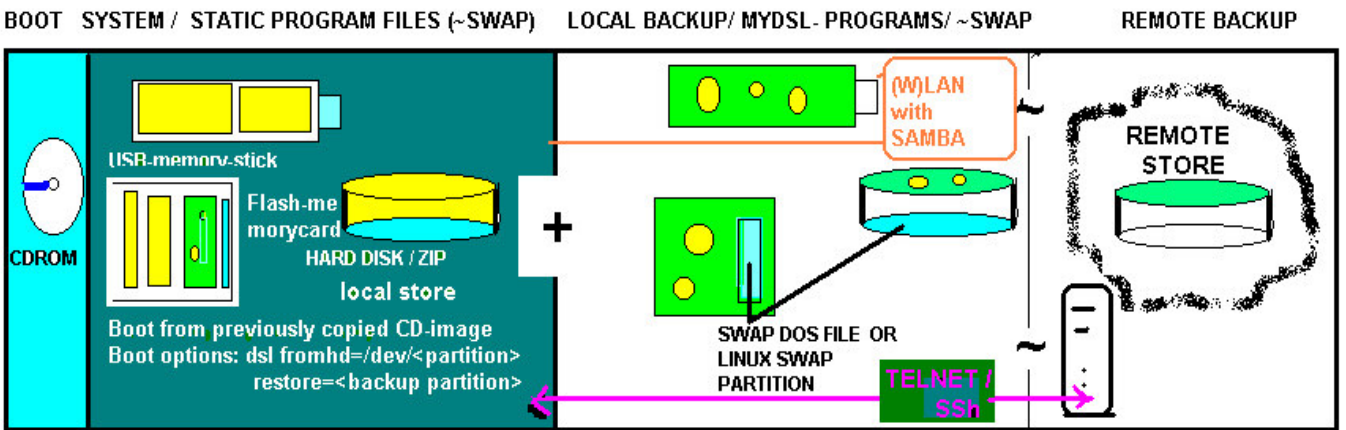 BOOT SYSTEM / STATIC PROGRAM FILES (~SWAP) LOCAL BACKUP/ MYDSL- PROGRAMS/ ~SWAP REMOTE BACKUP
CDROM
USB-memory-stick
Flash-me
morycard
HARD DISK / ZIP
local store
Boot from previously copied CD-image
Boot options: dsl fromhd=/dev/<partition>
restore=<backup partition>
+
(W)LAN
with
SAMBA
~
SWAP DOS FILE OR
LINUX SWAP
PARTITION
TELNET /
SSh
REMOTE
STORE
~